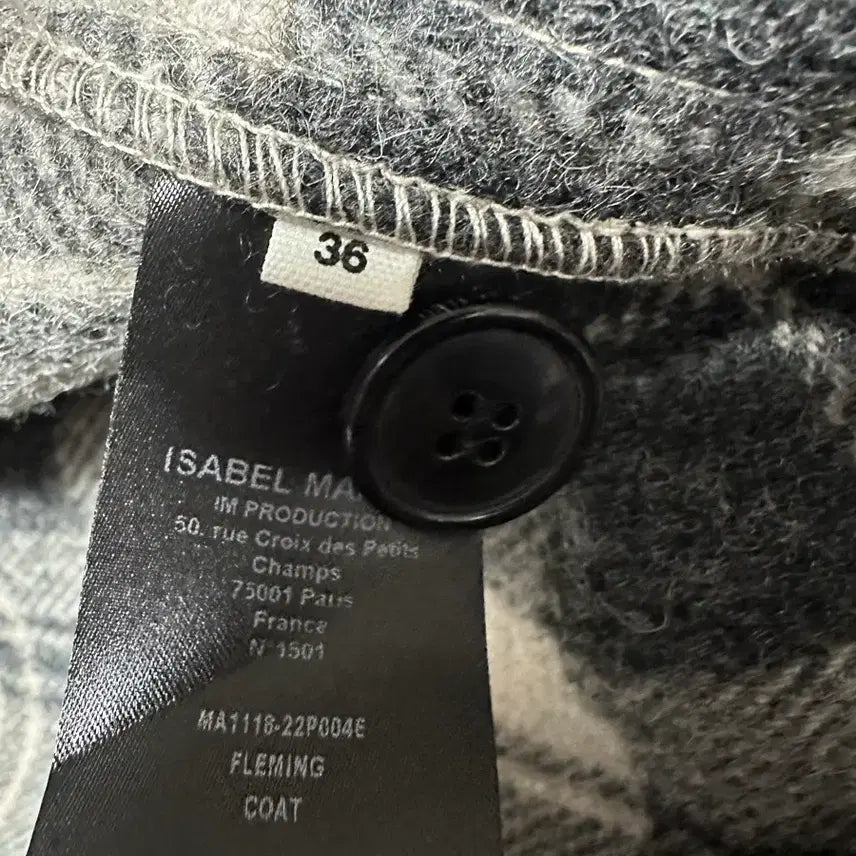 36
ISABEL MA
IM PRODUCTION
50, rue Croix des Petits
Champs
75001 Paris
France
N°1501
MA1118-22P004E
FLEMING
COAT